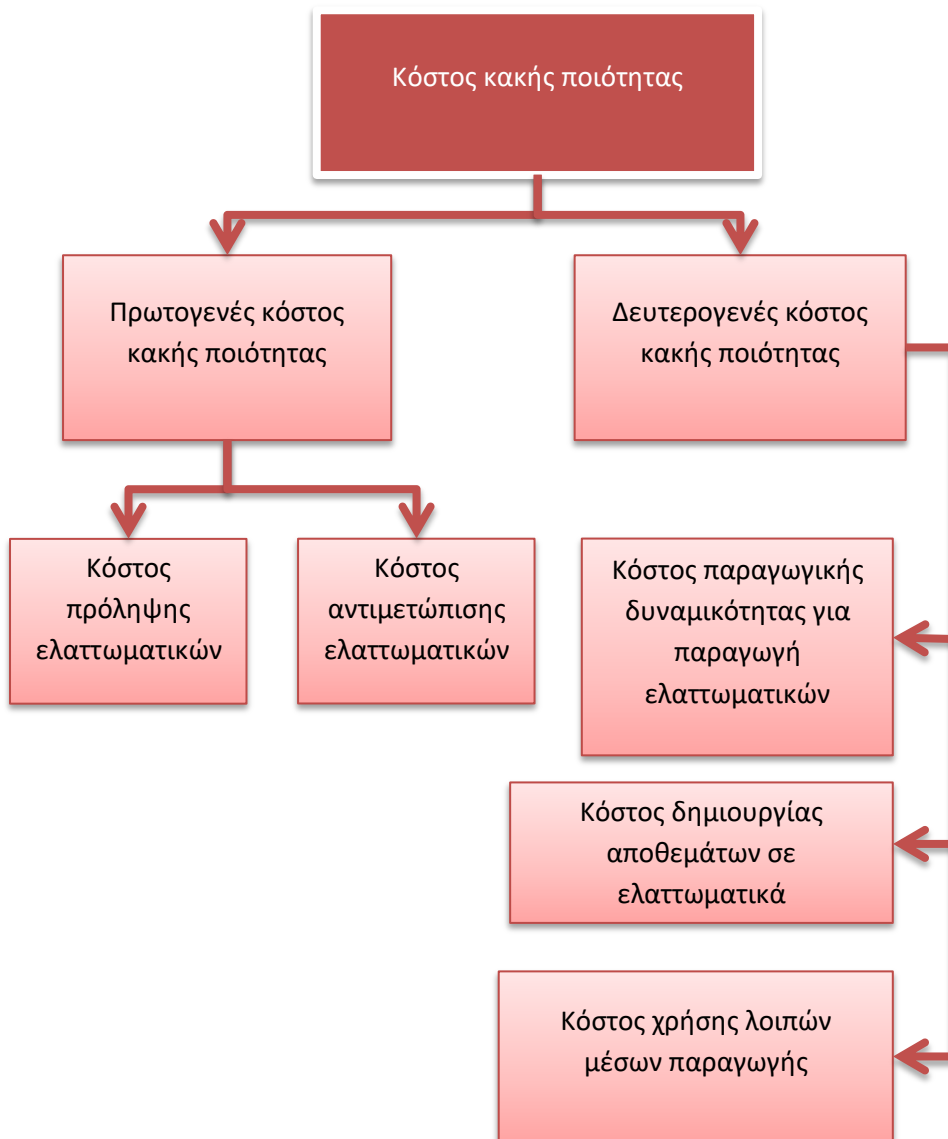 Κόστος κακής ποιότητας
Πρωτογενές κόστος
κακής ποιότητας
Δευτερογενές κόστος
κακής ποιότητας
Κόστος
πρόληψης
ελαττωματικών
Κόστος
αντιμετώπισης
ελαττωματικών
Κόστος παραγωγικής
δυναμικότητας για
παραγωγή
ελαττωματικών
Κόστος δημιουργίας
αποθεμάτων σε
ελαττωματικά
Κόστος χρήσης λοιπών
μέσων παραγωγής